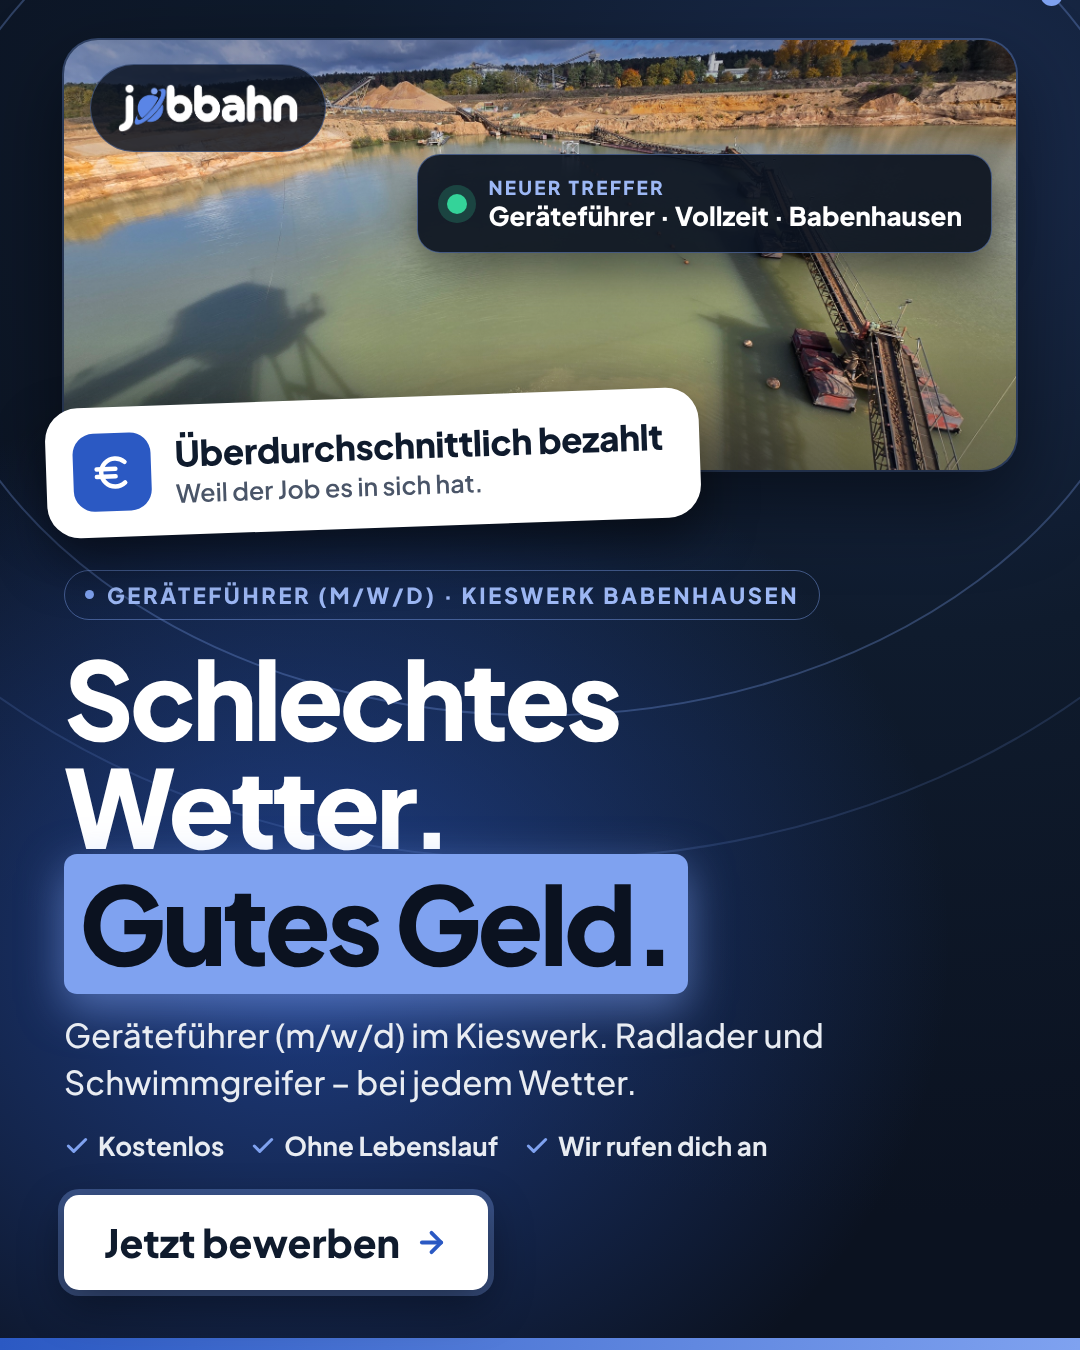 jobbahn
NEUER TREFFER
Geräteführer · Vollzeit · Babenhausen
Überdurchschnittlich bezahlt
Weil der Job es in sich hat.
GERÄTEFÜHRER (M/W/D) · KIESWERK BABENHAUSEN
Schlechtes
Wetter.
Gutes Geld.
Geräteführer (m/w/d) im Kieswerk. Radlader und
Schwimmgreifer – bei jedem Wetter.
Kostenlos Ohne Lebenslauf Wir rufen dich an
Jetzt bewerben